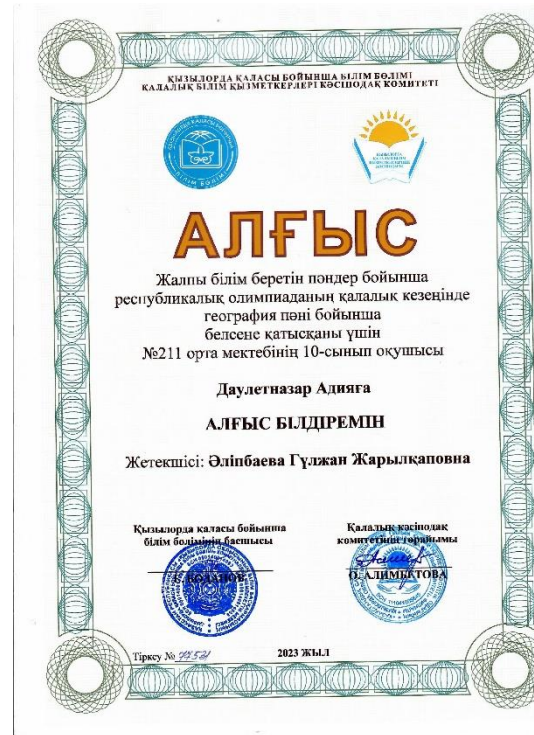 ҚЫЗЫЛОРДА ҚАЛАСЫ БОЙЫНША БІЛІМ БӨЛІМІ
ҚАЛАЛЫҚ БІЛІМ ҚЫЗМЕТКЕРЛЕРІ КӘСІПОДАҚ КОМИТЕТІ
БІЛІМ БӨЛІМІ
АЛҒЫС
Жалпы білім беретін пәндер бойынша
республикалық олимпиаданың қалалық кезеңінде
география пәні бойынша
белсене қатысқаны үшін
№211 орта мектебінің 10-сынып оқушысы
Даулетназар Адияға
АЛҒЫС БІЛДІРЕМІН
Жетекшісі: Әліпбаева Гүлжан Жарылқаповна
Қызылорда қаласы бойынша
білім бөлімінің басшысы
Қалалық кәсіподақ
комитетінің төрайымы
О. АЛИМБЕТОВА
Тіркеу №
2023 ЖЫЛ